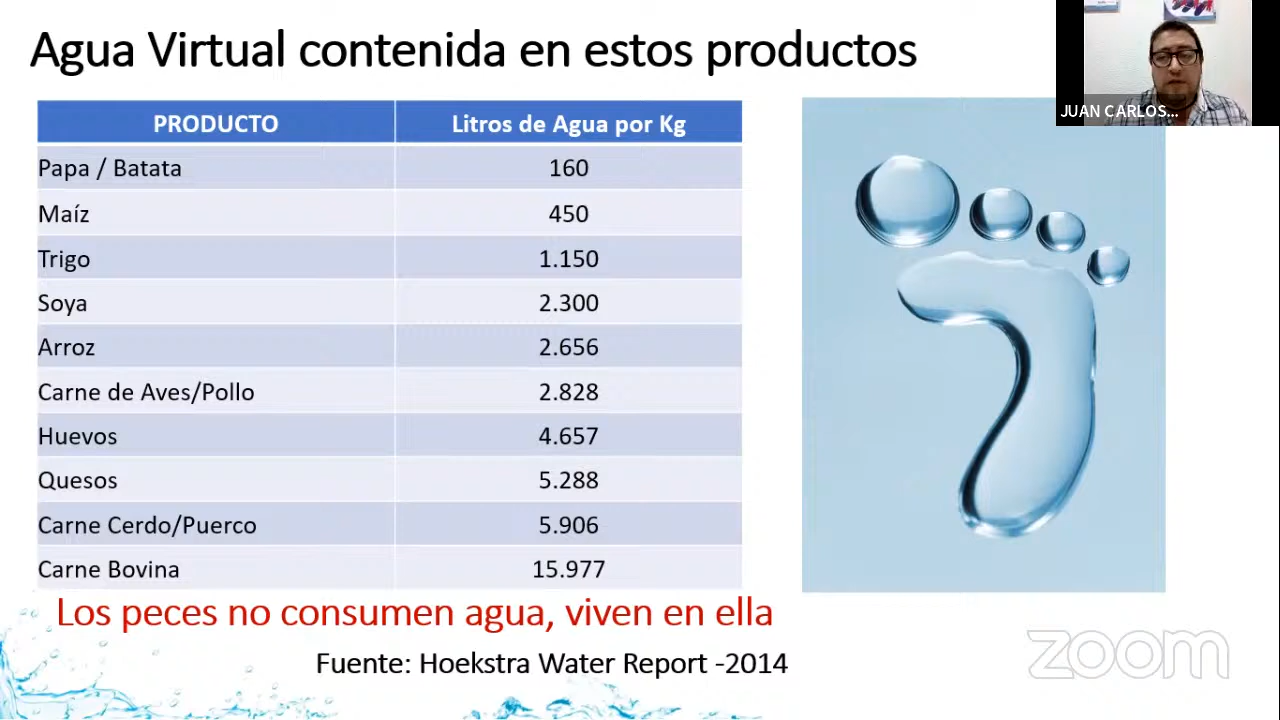 Agua Virtual contenida en estos productos
JUAN CARLOS...
PRODUCTO Litros de Agua por Kg
Papa / Batata 160
Maíz 450
Trigo 1.150
Soya 2.300
Arroz 2.656
Carne de Aves/Pollo 2.828
Huevos 4.657
Quesos 5.288
Carne Cerdo/Puerco 5.906
Carne Bovina 15.977
Los peces no consumen agua, viven en ella
Fuente: Hoekstra Water Report -2014
zoom